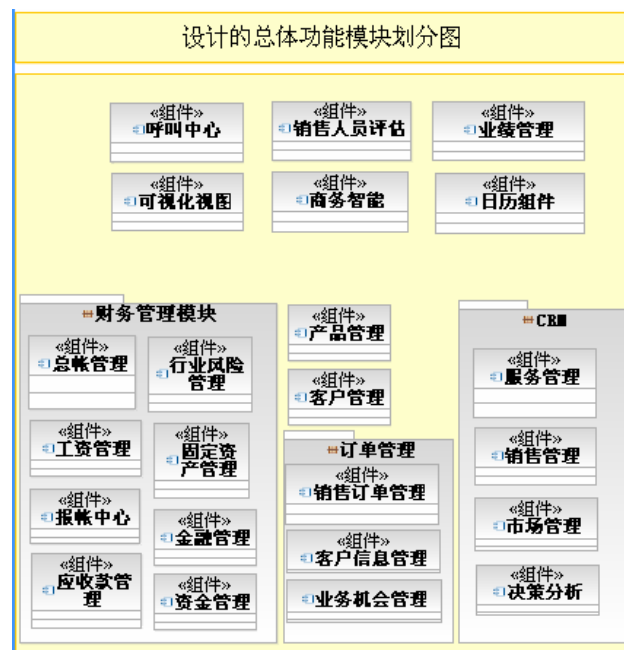 设计的总体功能模块划分图
«组件»
呼叫中心
«组件»
销售人员评估
«组件»
业绩管理
«组件»
可视化视图
«组件»
商务智能
«组件»
日历组件
财务管理模块
«组件»
总帐管理
«组件»
行业风险
管理
«组件»
工资管理
«组件»
固定资
产管理
«组件»
报帐中心
«组件»
金融管理
«组件»
应收款管
理
«组件»
资金管理
«组件»
产品管理
«组件»
客户管理
订单管理
«组件»
销售订单管理
«组件»
客户信息管理
«组件»
业务机会管理
CRM
«组件»
服务管理
«组件»
销售管理
«组件»
市场管理
«组件»
决策分析